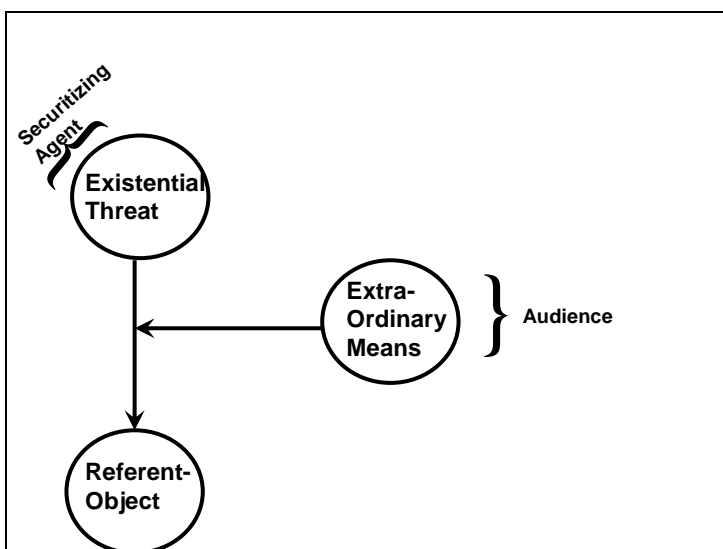 Securitizing
Agent
Existential
Threat
Extra-
Ordinary
Means
Audience
Referent-
Object